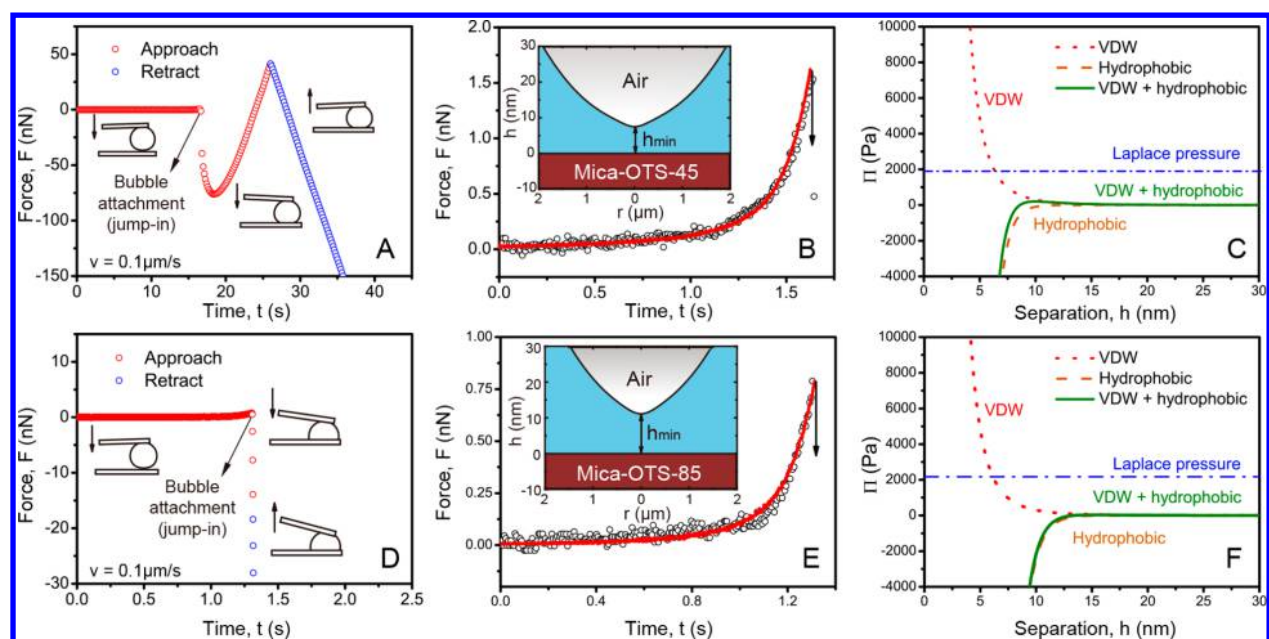 50
0
-50
-100
-150
Force, F (nN)
Approach
Retract
Bubble
attachment
(jump-in)
v = 0.1µm/s
A
0 10 20 30 40
Time, t (s)
2.0
1.5
1.0
0.5
0.0
Force, F (nN)
30
20
10
0
-10
h (nm)
Air
hmin
Mica-OTS-45
2 1 0 1 2
r (µm)
B
0.0 0.5 1.0 1.5
Time, t (s)
10000
8000
6000
4000
2000
0
-2000
-4000
Π (Pa)
VDW
Hydrophobic
VDW + hydrophobic
VDW
Laplace pressure
VDW + hydrophobic
Hydrophobic
C
0 5 10 15 20 25 30
Separation, h (nm)
10
0
-10
-20
-30
Force, F (nN)
Approach
Retract
Bubble
attachment
(jump-in)
v = 0.1µm/s
D
0.0 0.5 1.0 1.5 2.0 2.5
Time, t (s)
1.00
0.75
0.50
0.25
0.00
Force, F (nN)
30
20
10
0
-10
h (nm)
Air
hmin
Mica-OTS-85
2 1 0 1 2
r (µm)
E
0.0 0.4 0.8 1.2
Time, t (s)
10000
8000
6000
4000
2000
0
-2000
-4000
Π (Pa)
VDW
Hydrophobic
VDW + hydrophobic
VDW
Laplace pressure
VDW + hydrophobic
Hydrophobic
F
0 5 10 15 20 25 30
Separation, h (nm)